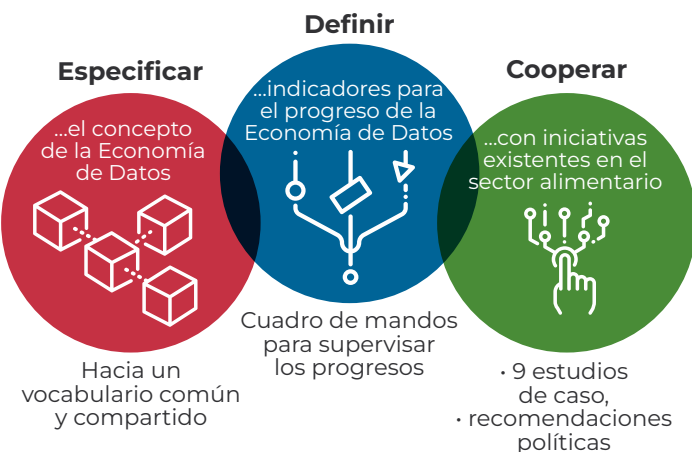 Especificar
...el concepto
de la Economía
de Datos
Hacia un
vocabulario común
y compartido
Definir
...indicadores para
el progreso de la
Economía de Datos
Cuadro de mandos
para supervisar
los progresos
Cooperar
...con iniciativas
existentes en el
sector alimentario
• 9 estudios
de caso,
• recomendaciones
políticas